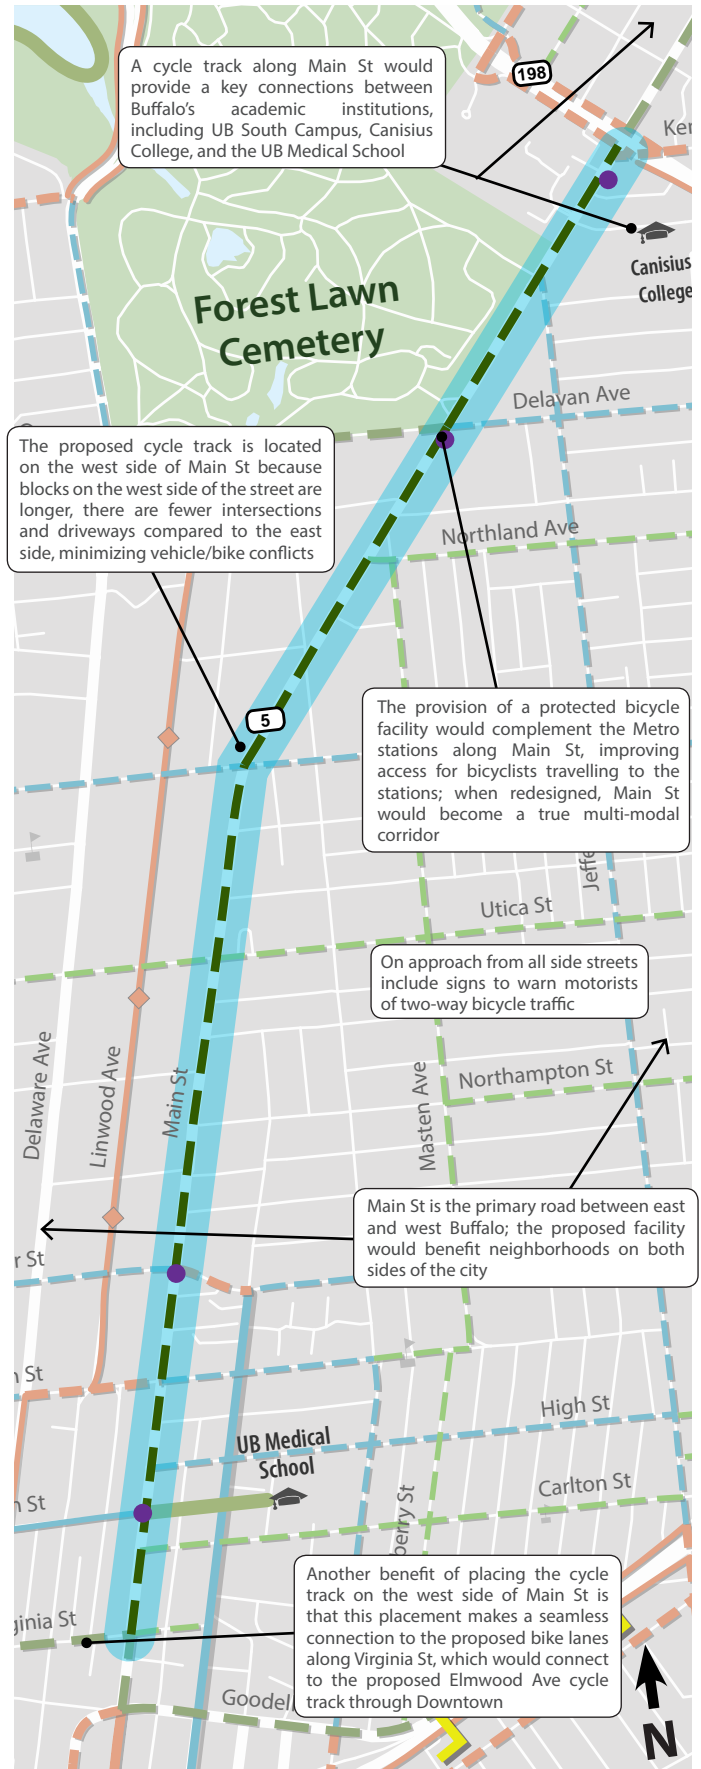 A cycle track along Main St would
provide a key connections between
Buffalo's academic institutions,
including UB South Campus, Canisius
College, and the UB Medical School
198
Ker
Canisius
College
Forest Lawn
Cemetery
Delavan Ave
The proposed cycle track is located
on the west side of Main St because
blocks on the west side of the street are
longer, there are fewer intersections
and driveways compared to the east
side, minimizing vehicle/bike conflicts
Northland Ave
5
The provision of a protected bicycle
facility would complement the Metro
stations along Main St, improving
access for bicyclists travelling to the
stations; when redesigned, Main St
would become a true multi-modal
corridor
Jeffe
Utica St
On approach from all side streets
include signs to warn motorists
of two-way bicycle traffic
Delaware Ave
Linwood Ave
Main St
Masten Ave
Northampton St
Main St is the primary road between east
and west Buffalo; the proposed facility
would benefit neighborhoods on both
sides of the city
r St
St
High St
UB Medical
School
Carlton St
St
berry St
Another benefit of placing the cycle
track on the west side of Main St is
that this placement makes a seamless
connection to the proposed bike lanes
along Virginia St, which would connect
to the proposed Elmwood Ave cycle
track through Downtown
ginia St
Goodel
N